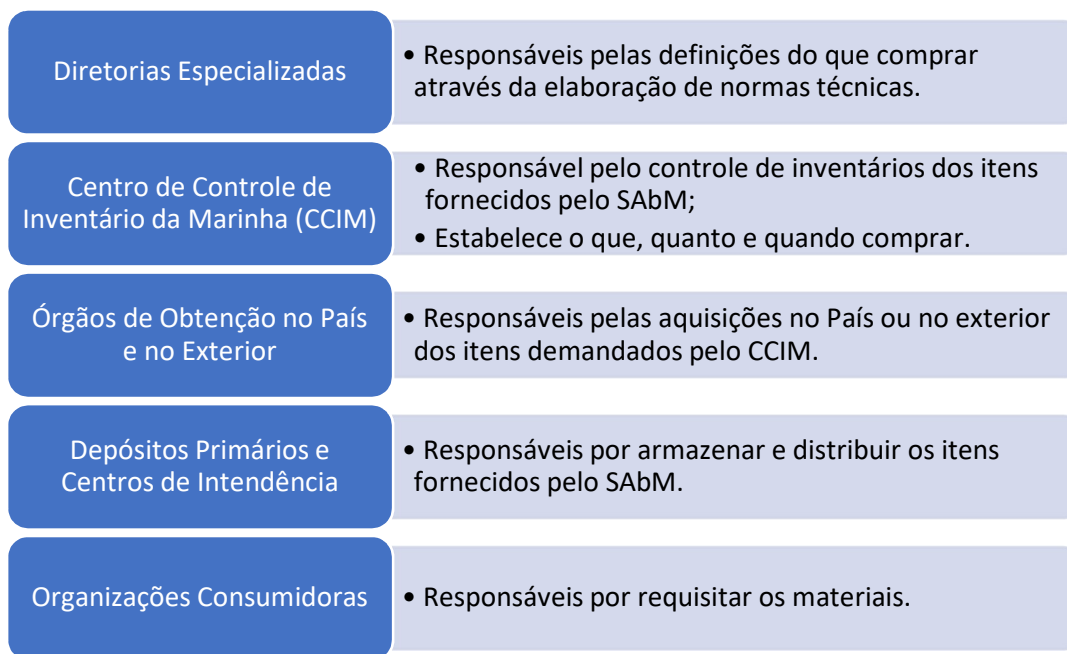 Diretorias Especializadas
• Responsáveis pelas definições do que comprar
através da elaboração de normas técnicas.
Centro de Controle de
Inventário da Marinha (CCIM)
• Responsável pelo controle de inventários dos itens
fornecidos pelo SAbM;
• Estabelece o que, quanto e quando comprar.
Órgãos de Obtenção no País
e no Exterior
• Responsáveis pelas aquisições no País ou no exterior
dos itens demandados pelo CCIM.
Depósitos Primários e
Centros de Intendência
• Responsáveis por armazenar e distribuir os itens
fornecidos pelo SAbM.
Organizações Consumidoras
• Responsáveis por requisitar os materiais.